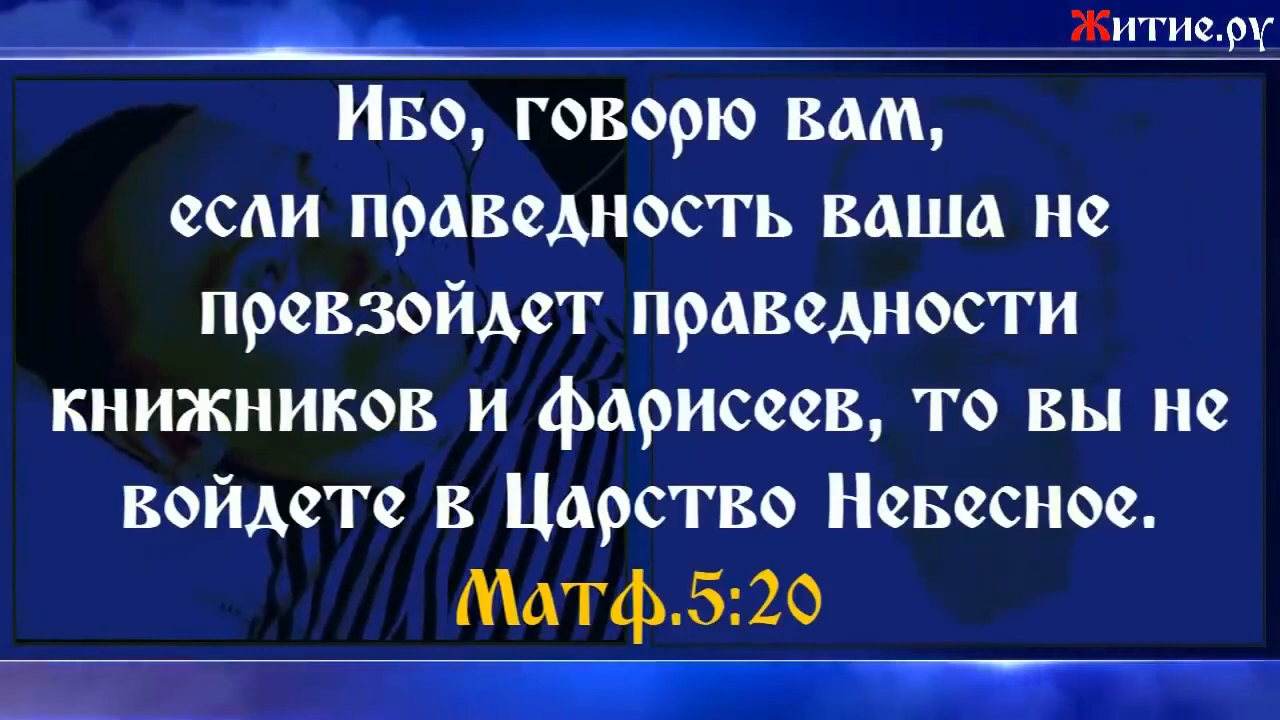 Житие.ру
Ибо, говорю вам,
если праведность ваша не
превзойдет праведности
книжников и фарисеев, то вы не
войдете в Царство Небесное.
Матф.5:20